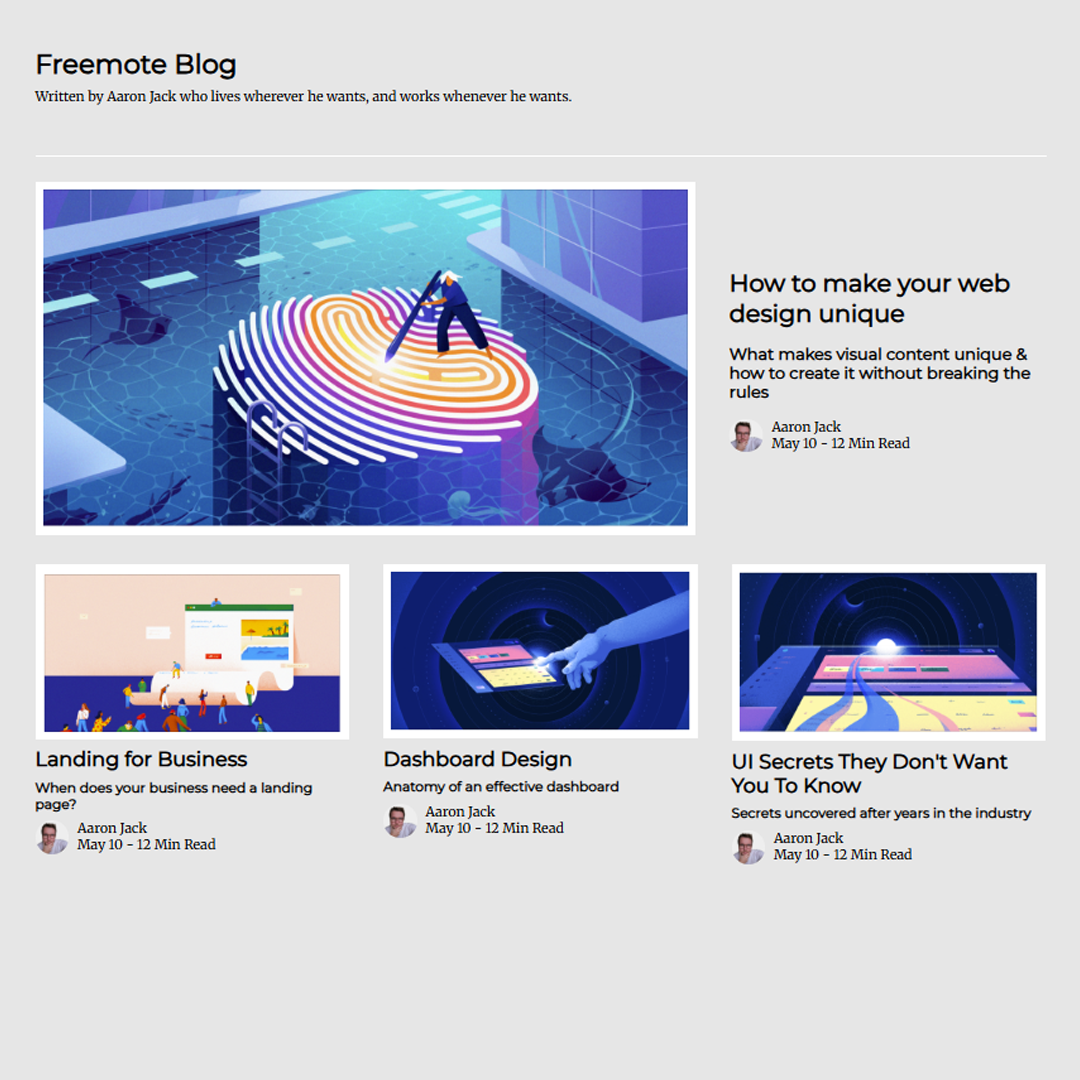 Freemote Blog
Written by Aaron Jack who lives wherever he wants, and works whenever he wants.
How to make your web
design unique
What makes visual content unique &
how to create it without breaking the
rules
Aaron Jack
May 10 - 12 Min Read
Landing for Business
When does your business need a landing
page?
Aaron Jack
May 10 - 12 Min Read
Dashboard Design
Anatomy of an effective dashboard
Aaron Jack
May 10 - 12 Min Read
UI Secrets They Don't Want
You To Know
Secrets uncovered after years in the industry
Aaron Jack
May 10 - 12 Min Read